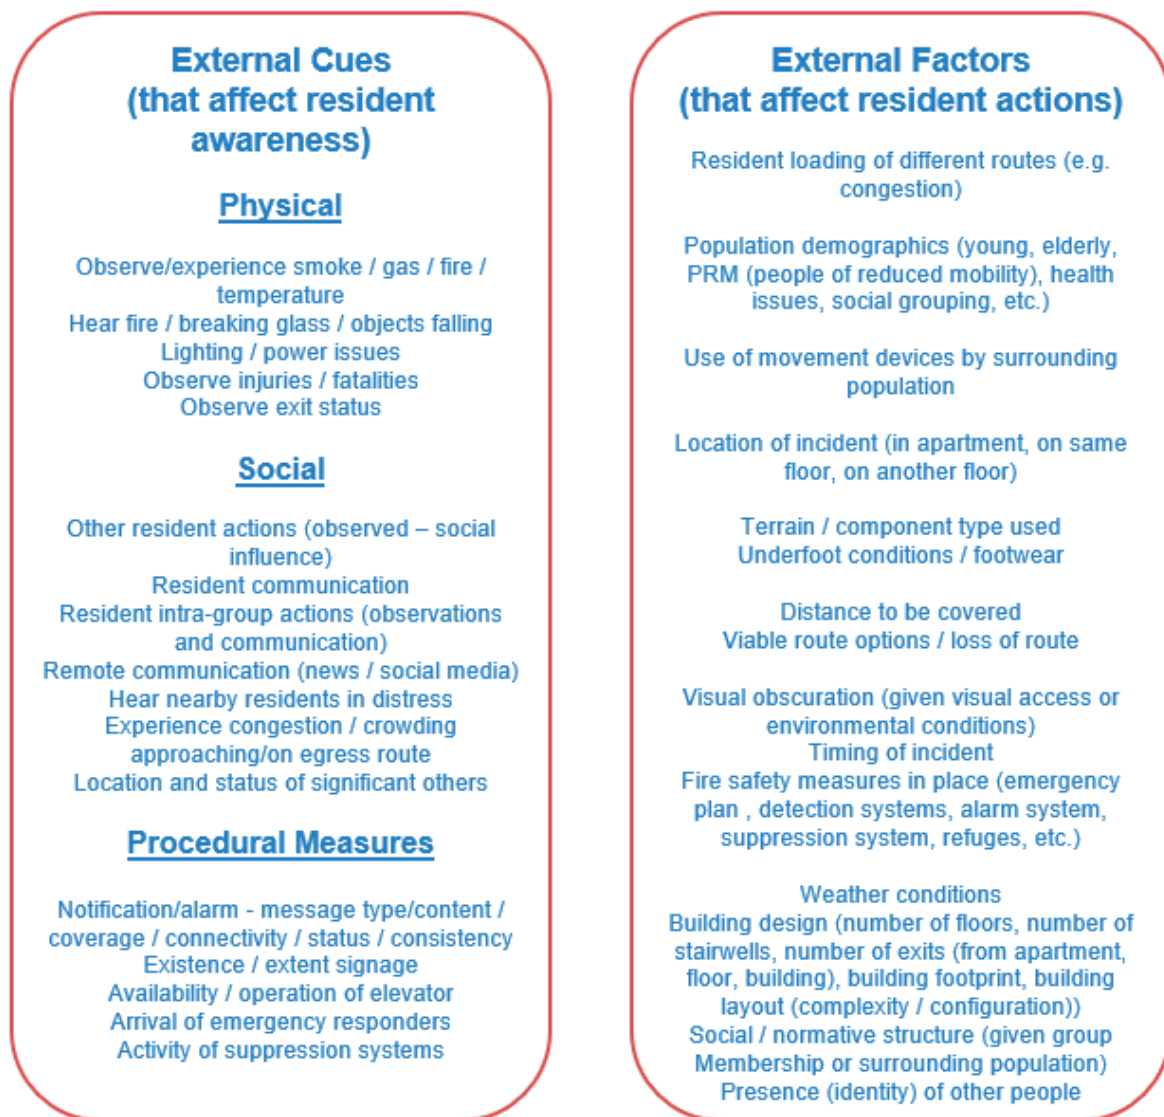 External Cues
(that affect resident
awareness)
Physical
Observe/experience smoke / gas / fire /
temperature
Hear fire / breaking glass / objects falling
Lighting / power issues
Observe injuries / fatalities
Observe exit status
Social
Other resident actions (observed – social
influence)
Resident communication
Resident intra-group actions (observations
and communication)
Remote communication (news / social media)
Hear nearby residents in distress
Experience congestion / crowding
approaching/on egress route
Location and status of significant others
Procedural Measures
Notification/alarm - message type/content /
coverage / connectivity / status / consistency
Existence / extent signage
Availability / operation of elevator
Arrival of emergency responders
Activity of suppression systems
External Factors
(that affect resident actions)
Resident loading of different routes (e.g.
congestion)
Population demographics (young, elderly,
PRM (people of reduced mobility), health
issues, social grouping, etc.)
Use of movement devices by surrounding
population
Location of incident (in apartment, on same
floor, on another floor)
Terrain / component type used
Underfoot conditions / footwear
Distance to be covered
Viable route options / loss of route
Visual obscuration (given visual access or
environmental conditions)
Timing of incident
Fire safety measures in place (emergency
plan , detection systems, alarm system,
suppression system, refuges, etc.)
Weather conditions
Building design (number of floors, number of
stairwells, number of exits (from apartment,
floor, building), building footprint, building
layout (complexity / configuration))
Social / normative structure (given group
Membership or surrounding population)
Presence (identity) of other people